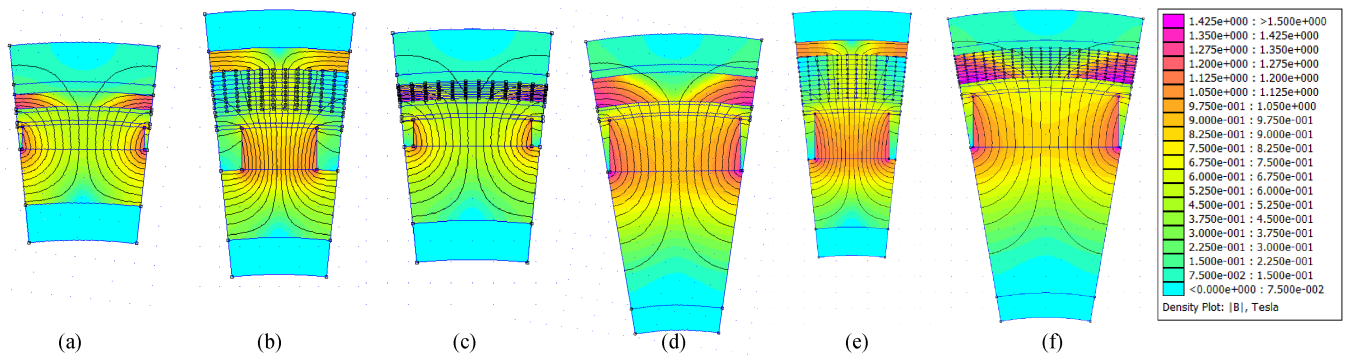 1.425e+000 : >1.500e+000
1.350e+000 : 1.425e+000
1.275e+000 : 1.350e+000
1.200e+000 : 1.275e+000
1.125e+000 : 1.200e+000
1.050e+000 : 1.125e+000
9.750e-001 : 1.050e+000
9.000e-001 : 9.750e-001
8.250e-001 : 9.000e-001
7.500e-001 : 8.250e-001
6.750e-001 : 7.500e-001
6.000e-001 : 6.750e-001
5.250e-001 : 6.000e-001
4.500e-001 : 5.250e-001
3.750e-001 : 4.500e-001
3.000e-001 : 3.750e-001
2.250e-001 : 3.000e-001
1.500e-001 : 2.250e-001
7.500e-002 : 1.500e-001
<0.000e+000 : 7.500e-002
Density Plot: |B|, Tesla
(a) (b) (c) (d) (e) (f)